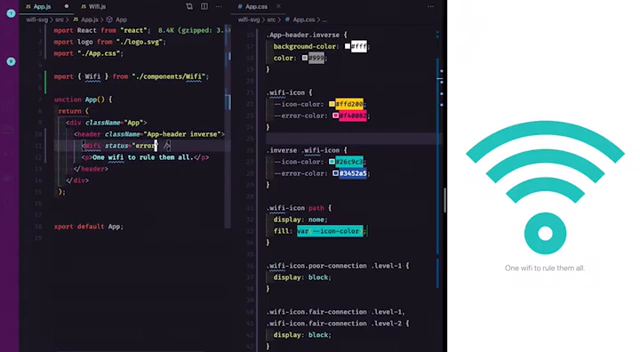 App.js
Wifi.js
App.css
wifi-svg > src > App.js > App
wifi-svg > src > App.css > App...
mport React from "react"; 8.4K (gzipped: 3.
mport logo from "./logo.svg";
mport "./App.css";
mport { Wifi } from "./components/Wifi";
unction App() {
return (
<div className="App">
<header className="App-header inverse">
<Wifi status="error" />
<p>One wifi to rule them all.</p>
</header>
</div>
);
xport default App;
.App-header.inverse {
background-color: #fff;
color: #999;
}
.wifi-icon {
--icon-color: #ffd200;
--error-color: #f40082;
}
.inverse .wifi-icon {
--icon-color: #26c9c3;
--error-color: #3452a5;
}
.wifi-icon path {
display: none;
fill: var --icon-color ;
}
.wifi-icon.poor-connection .level-1 {
display: block;
}
.wifi-icon.fair-connection .level-1,
.wifi-icon.fair-connection .level-2 {
display: block;
}
One wifi to rule them all.